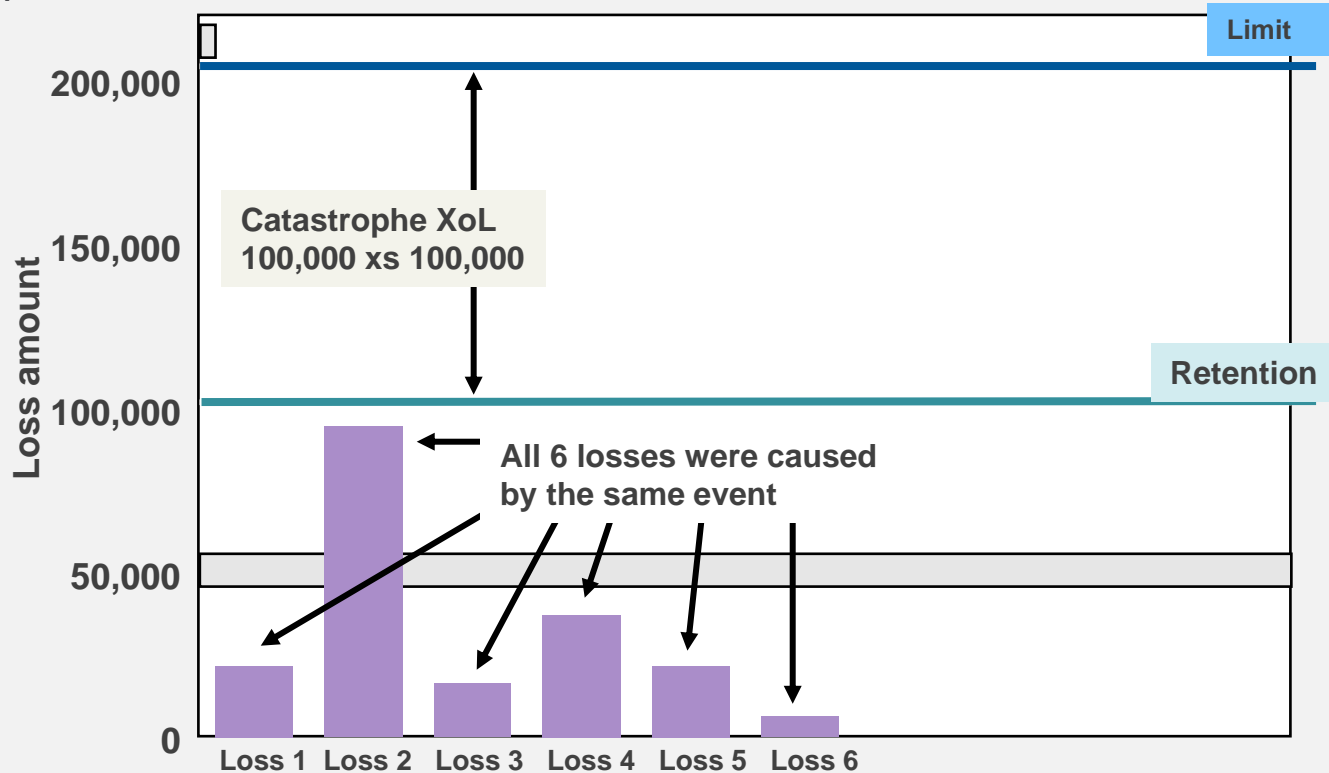 Limit
200,000
Catastrophe XoL
100,000 xs 100,000
150,000
Loss amount
Retention
100,000
All 6 losses were caused
by the same event
50,000
0
Loss 1 Loss 2 Loss 3 Loss 4 Loss 5 Loss 6